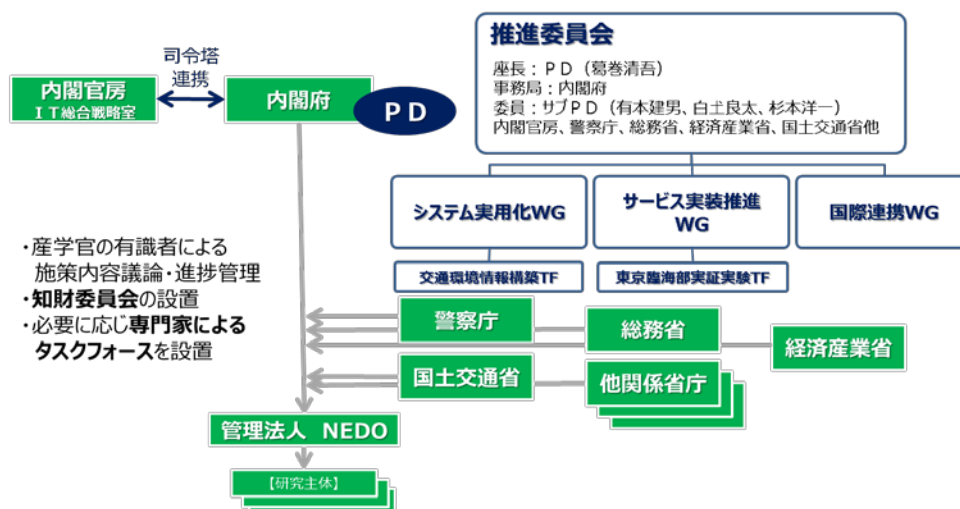 司令塔
連携
内閣官房
IT総合戦略室
内閣府
PD
推進委員会
座長：PD（葛巻清吾）
事務局：内閣府
委員：サブPD（有本建男、白土良太、杉本洋一）
内閣官房、警察庁、総務省、経済産業省、国土交通省他
システム実用化WG
サービス実装推進
WG
国際連携WG
交通環境情報構築TF
東京臨海部実証実験TF
・産学官の有識者による
施策内容議論・進捗管理
・知財委員会の設置
・必要に応じ専門家による
タスクフォースを設置
警察庁
総務省
経済産業省
国土交通省
他関係省庁
管理法人 NEDO
【研究主体】